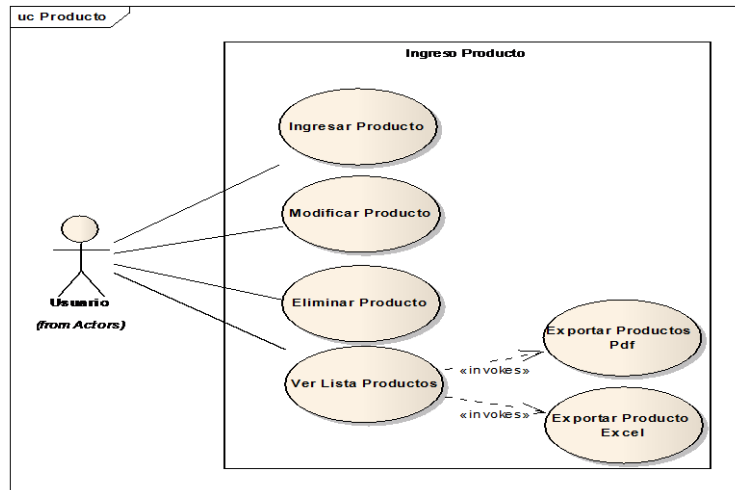 uc Producto
Ingreso Producto
Ingresar Producto
Modificar Producto
Usuario
(from Actors)
Eliminar Producto
Ver Lista Productos
«invokes»
«invokes»
Exportar Productos
Pdf
Exportar Producto
Excel